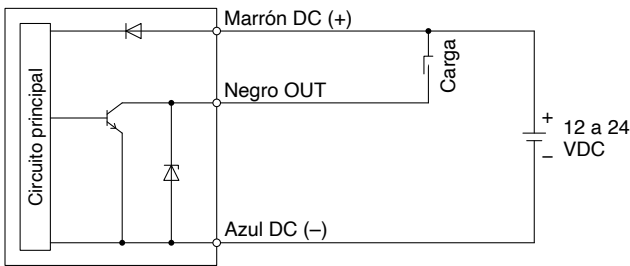 Marrón DC (+)
Circuito principal
Negro OUT
Carga
+
12 a 24
VDC
–
Azul DC (–)